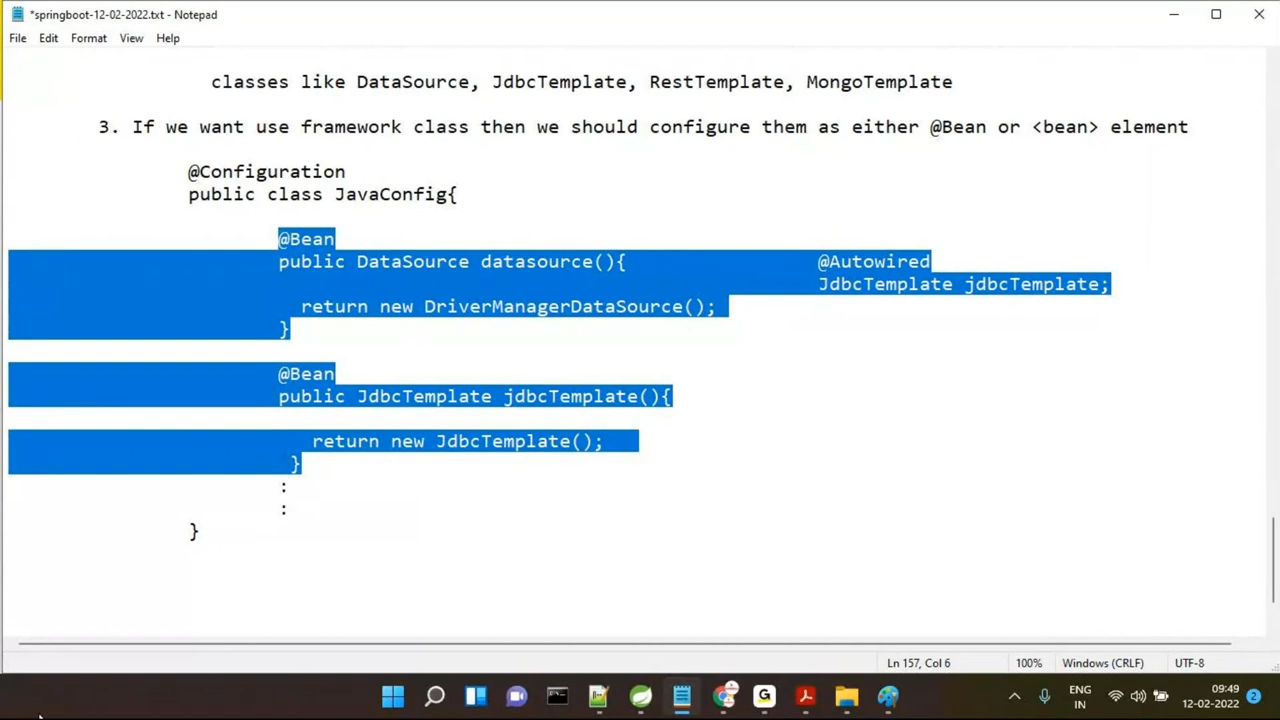 *springboot-12-02-2022.txt - Notepad
File Edit Format View Help
classes like DataSource, JdbcTemplate, RestTemplate, MongoTemplate
3. If we want use framework class then we should configure them as either @Bean or <bean> element
@Configuration
public class JavaConfig{
@Bean
public DataSource datasource(){ @Autowired
JdbcTemplate jdbcTemplate;
return new DriverManagerDataSource();
}
@Bean
public JdbcTemplate jdbcTemplate(){
return new JdbcTemplate();
}
:
:
}
Ln 157, Col 6 100% Windows (CRLF) UTF-8
ENG 09:49
IN 12-02-2022 2